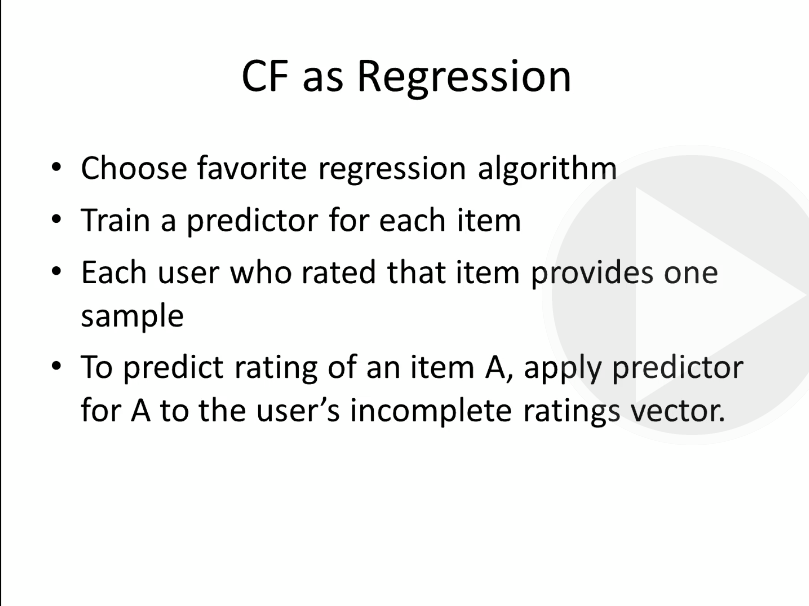 CF as Regression
• Choose favorite regression algorithm
• Train a predictor for each item
• Each user who rated that item provides one
sample
• To predict rating of an item A, apply predictor
for A to the user’s incomplete ratings vector.